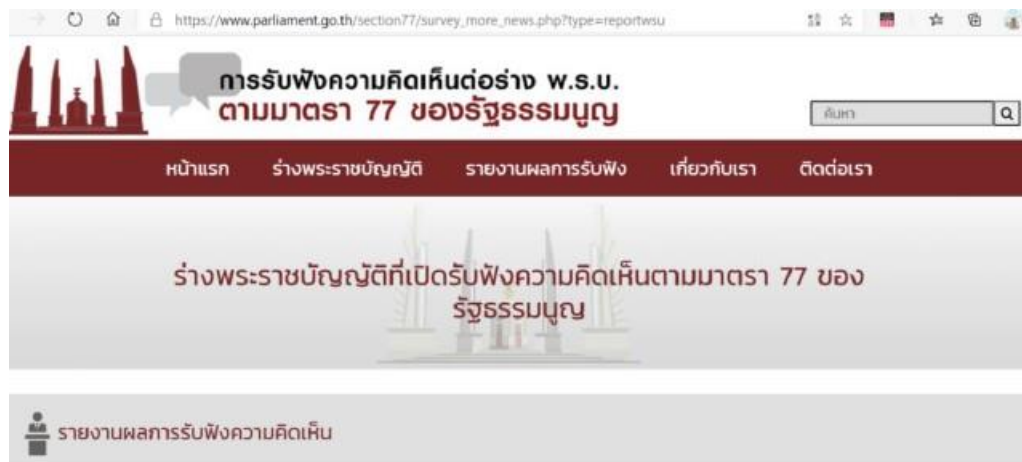 https://www.parliament.go.th/section77/survey_more_news.php?type=reportwsu
การรับฟังความคิดเห็นต่อร่าง พ.ร.บ.
ตามมาตรา 77 ของรัฐธรรมนูญ
ค้นหา
หน้าแรก ร่างพระราชบัญญัติ รายงานผลการรับฟัง เกี่ยวกับเรา ติดต่อเรา
ร่างพระราชบัญญัติที่เปิดรับฟังความคิดเห็นตามมาตรา 77 ของ
รัฐธรรมนูญ
รายงานผลการรับฟังความคิดเห็น